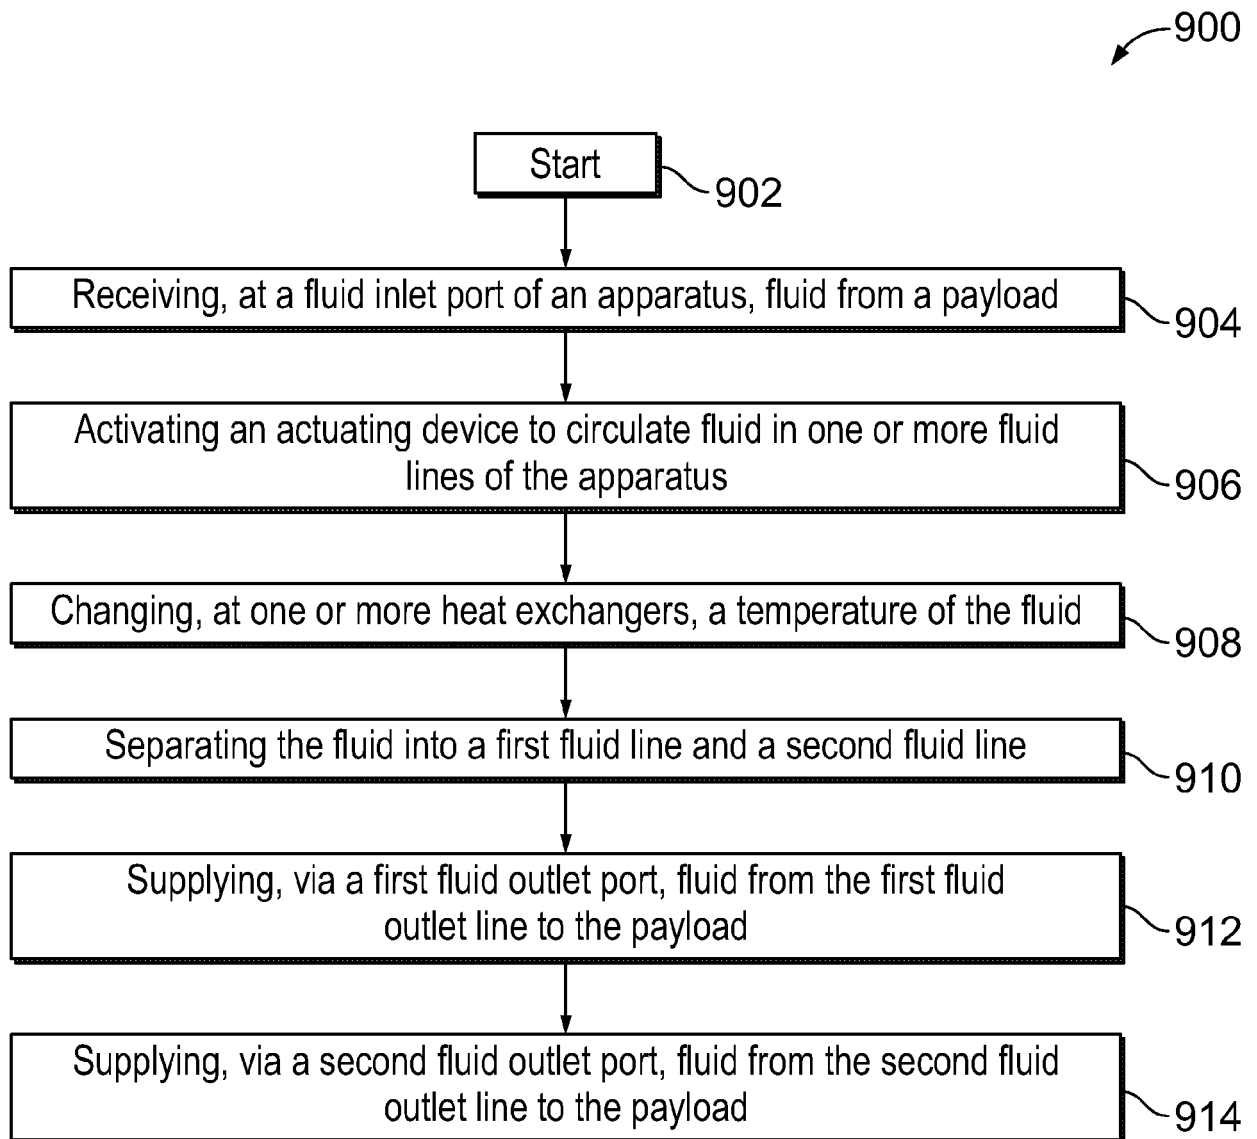 900
Start
902
Receiving, at a fluid inlet port of an apparatus, fluid from a payload
904
Activating an actuating device to circulate fluid in one or more fluid
lines of the apparatus
906
Changing, at one or more heat exchangers, a temperature of the fluid
908
Separating the fluid into a first fluid line and a second fluid line
910
Supplying, via a first fluid outlet port, fluid from the first fluid
outlet line to the payload
912
Supplying, via a second fluid outlet port, fluid from the second fluid
outlet line to the payload
914